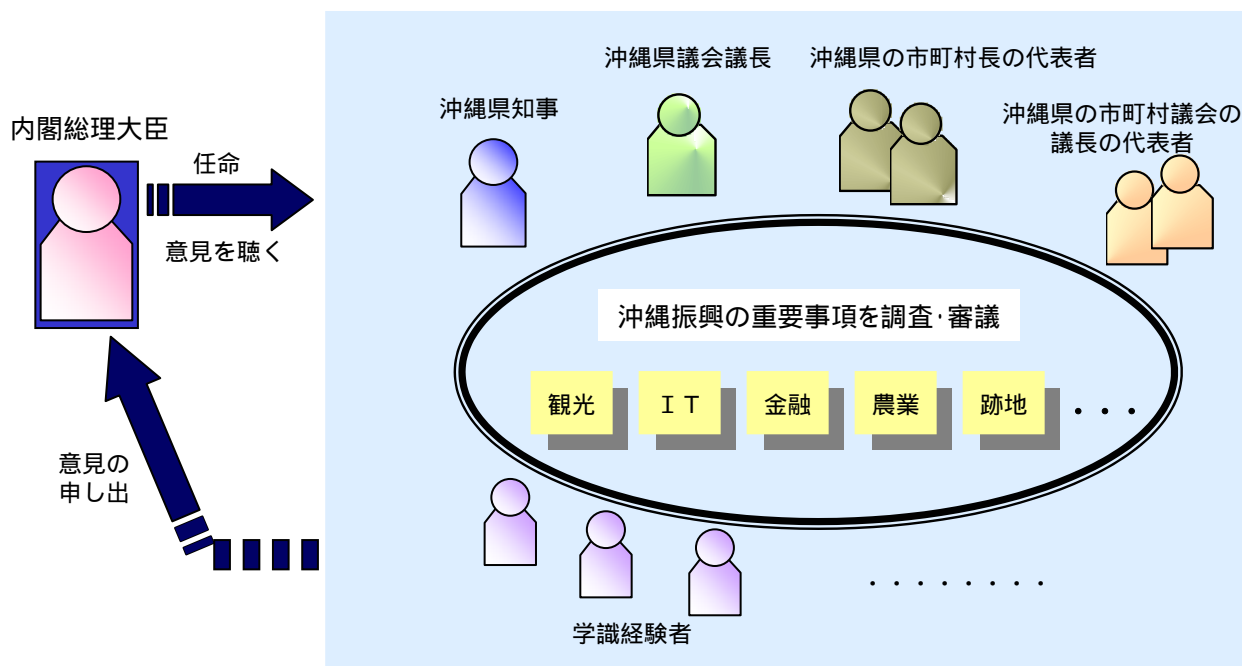 沖縄県議会議長
沖縄県の市町村長の代表者
沖縄県知事
沖縄県の市町村議会の
議長の代表者
内閣総理大臣
任命
意見を聴く
沖縄振興の重要事項を調査・審議
観光
ＩＴ
金融
農業
跡地
・・・
意見の
申し出
・・・・・・・・
学識経験者